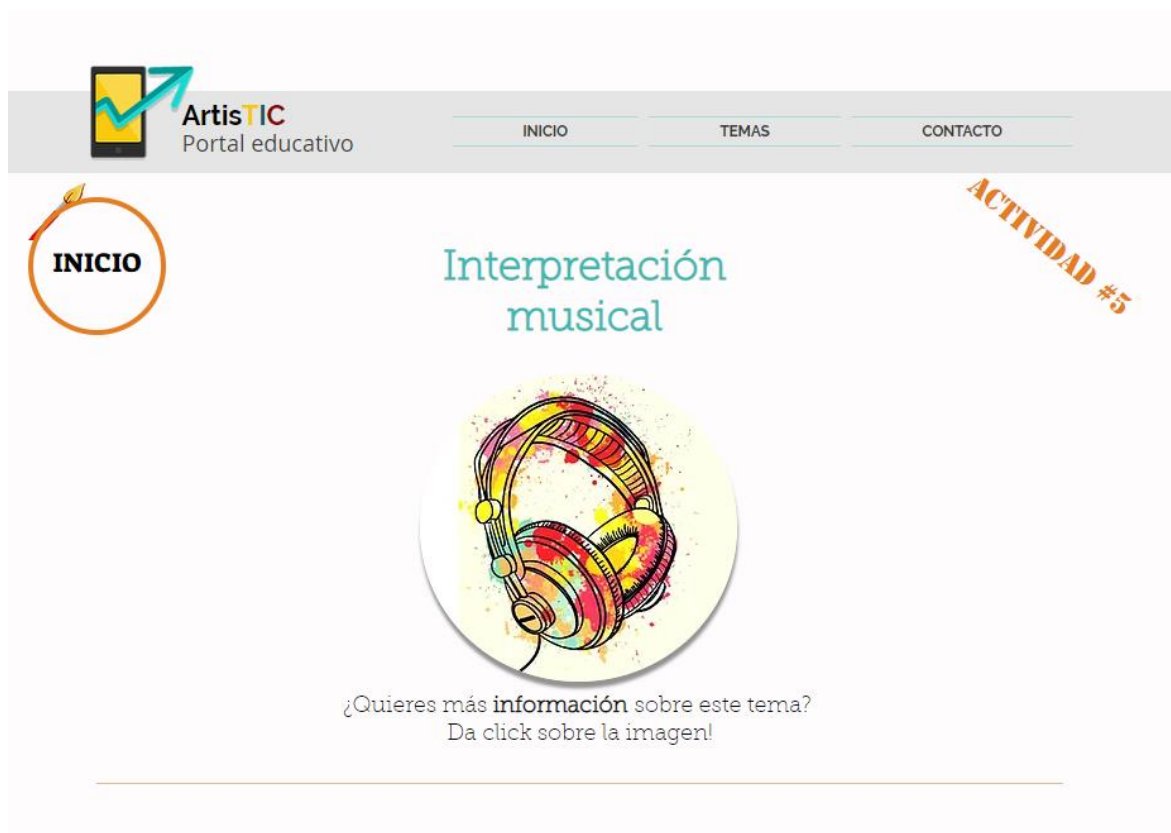 ArtisTIC
Portal educativo
INICIO
TEMAS
CONTACTO
INICIO
ACTIVIDAD #5
Interpretación
musical
¿Quieres más información sobre este tema?
Da click sobre la imagen!